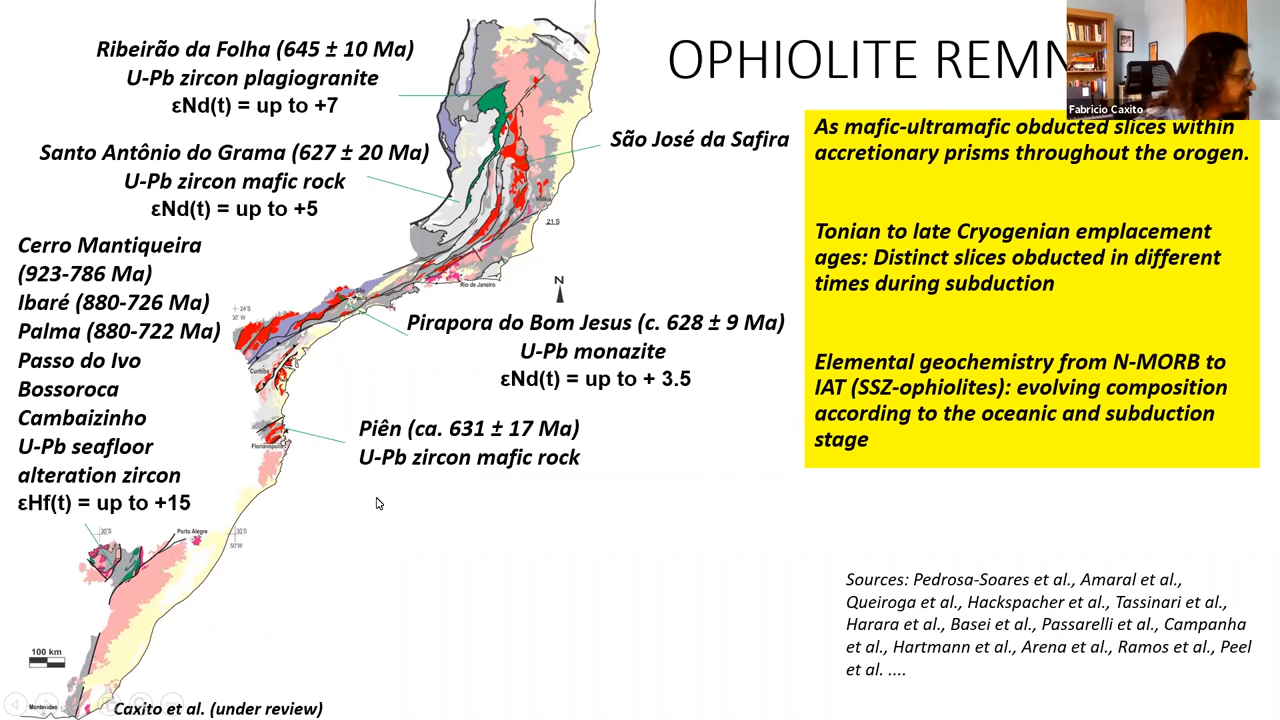 Ribeirão da Folha (645 ± 10 Ma)
U-Pb zircon plagiogranite
εNd(t) = up to +7
Santo Antônio do Grama (627 ± 20 Ma)
U-Pb zircon mafic rock
εNd(t) = up to +5
Cerro Mantiqueira
(923-786 Ma)
Ibaré (880-726 Ma)
Palma (880-722 Ma)
Passo do Ivo
Bossoroca
Cambaizinho
U-Pb seafloor
alteration zircon
εHf(t) = up to +15
São José da Safira
Vitória
21 S
Rio de Janeiro
N
24°S
São
Pirapora do Bom Jesus (c. 628 ± 9 Ma)
U-Pb monazite
εNd(t) = up to + 3.5
Curitiba
Piên (ca. 631 ± 17 Ma)
U-Pb zircon mafic rock
Florianópolis
30°S
Porto Alegre
30°S
50°W
100 km
Montevideo
Caxito et al. (under review)
OPHIOLITE REMN
Fabricio Caxito
As mafic-ultramafic obducted slices within
accretionary prisms throughout the orogen.
Tonian to late Cryogenian emplacement
ages: Distinct slices obducted in different
times during subduction
Elemental geochemistry from N-MORB to
IAT (SSZ-ophiolites): evolving composition
according to the oceanic and subduction
stage
Sources: Pedrosa-Soares et al., Amaral et al.,
Queiroga et al., Hackspacher et al., Tassinari et al.,
Harara et al., Basei et al., Passarelli et al., Campanha
et al., Hartmann et al., Arena et al., Ramos et al., Peel
et al. ....